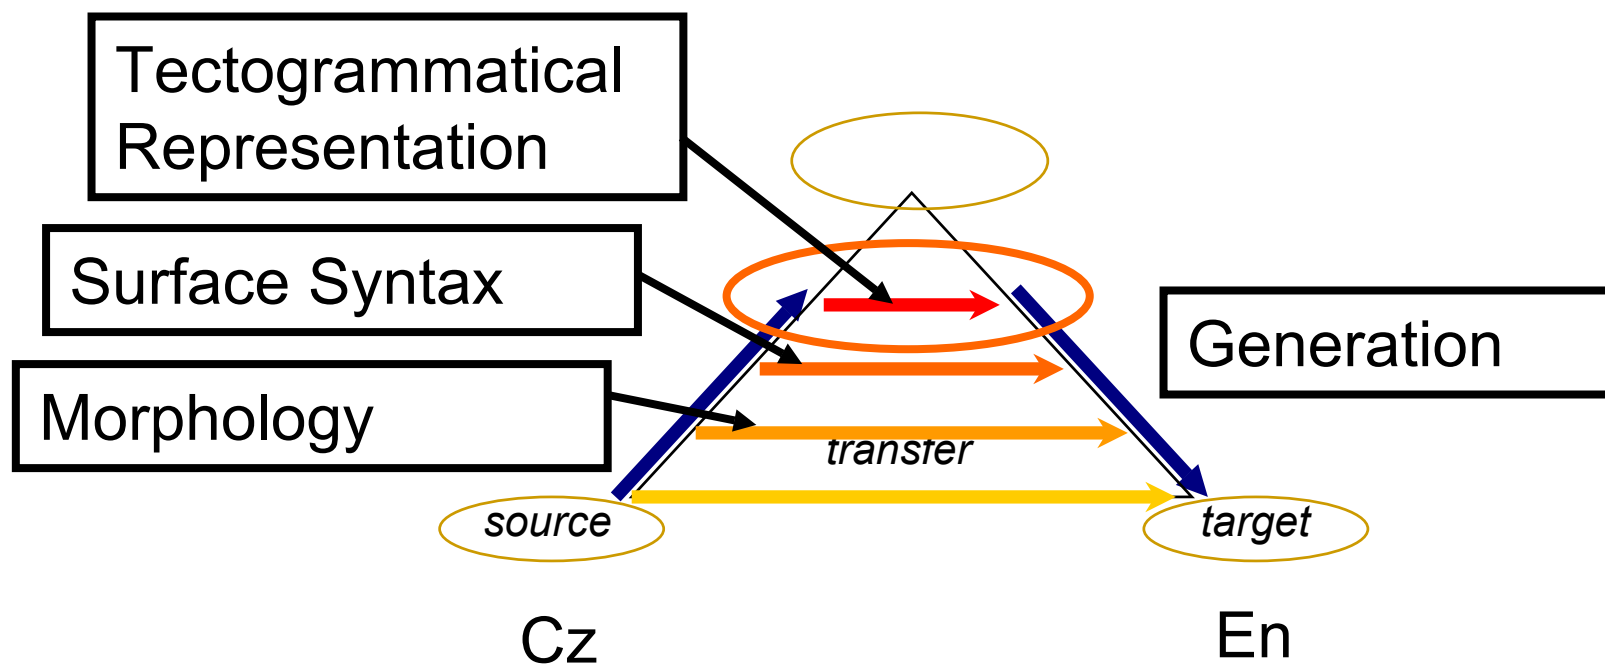 Tectogrammatical
Representation
Surface Syntax
Generation
Morphology
transfer
source
target
Cz
En